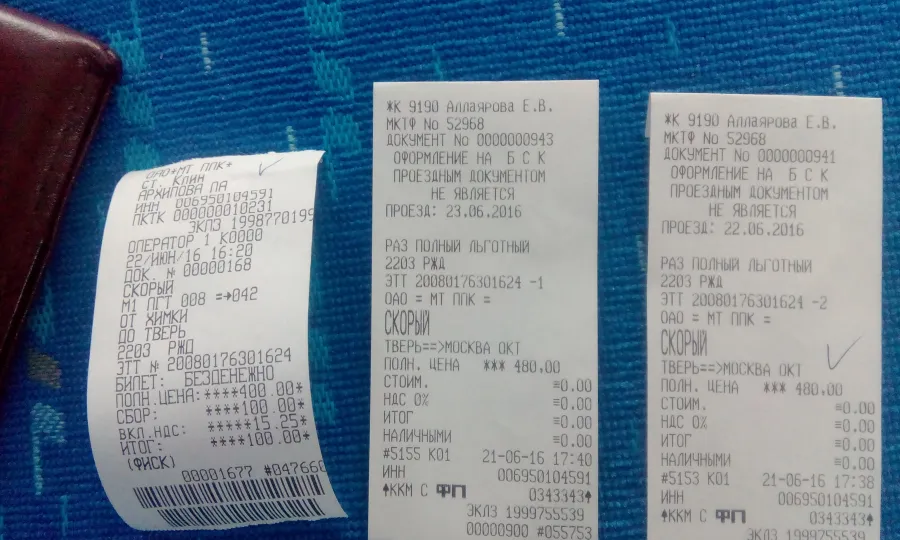 ОАО*МТ ППК*
СТ. Клин
АРХИПОВА ЛА
ИНН 006950104591
ПКТК 000000010231
ЭКЛЗ 1998770199
ОПЕРАТОР 1 К0000
22/ИЮН/16 16:20
ДОК. № 00000168
СКОРЫЙ
М1 ПГТ 008 =→042
ОТ ХИМКИ
ДО ТВЕРЬ
2203 РЖД
ЭТТ № 20080176301624
БИЛЕТ: БЕЗДЕНЕЖНО
ПОЛН.ЦЕНА:****400.00*
СБОР: ****100.00*
ВКЛ.НДС: *****15.25*
ИТОГ: ****100.00*
(ФИСК)
00001677 #047666
*К 9190 Аллаярова Е.В.
МКТФ No 52968
ДОКУМЕНТ No 0000000943
ОФОРМЛЕНИЕ НА Б С К
ПРОЕЗДНЫМ ДОКУМЕНТОМ
НЕ ЯВЛЯЕТСЯ
ПРОЕЗД: 23.06.2016
РАЗ ПОЛНЫЙ ЛЬГОТНЫЙ
2203 РЖД
ЭТТ 20080176301624 -1
ОАО = МТ ППК =
СКОРЫЙ
ТВЕРЬ==>МОСКВА ОКТ
ПОЛН. ЦЕНА *** 480.00
СТОИМ. ≡0.00
НДС 0% ≡0.00
ИТОГ ≡0.00
НАЛИЧНЫМИ ≡0.00
#5155 К01 21-06-16 17:40
ИНН 006950104591
♠ККМ С ФП 0343343♠
ЭКЛЗ 1999755539
00000900 #055753
*К 9190 Аллаярова Е.В.
МКТФ No 52968
ДОКУМЕНТ No 0000000941
ОФОРМЛЕНИЕ НА Б С К
ПРОЕЗДНЫМ ДОКУМЕНТОМ
НЕ ЯВЛЯЕТСЯ
ПРОЕЗД: 22.06.2016
РАЗ ПОЛНЫЙ ЛЬГОТНЫЙ
2203 РЖД
ЭТТ 20080176301624 -2
ОАО = МТ ППК =
СКОРЫЙ
ТВЕРЬ==>МОСКВА ОКТ
ПОЛН. ЦЕНА *** 480.00
СТОИМ. ≡0.00
НДС 0% ≡0.00
ИТОГ ≡0.00
НАЛИЧНЫМИ ≡0.00
#5153 К01 21-06-16 17:38
ИНН 006950104591
♠ККМ С ФП 0343343♠
ЭКЛЗ 1999755539